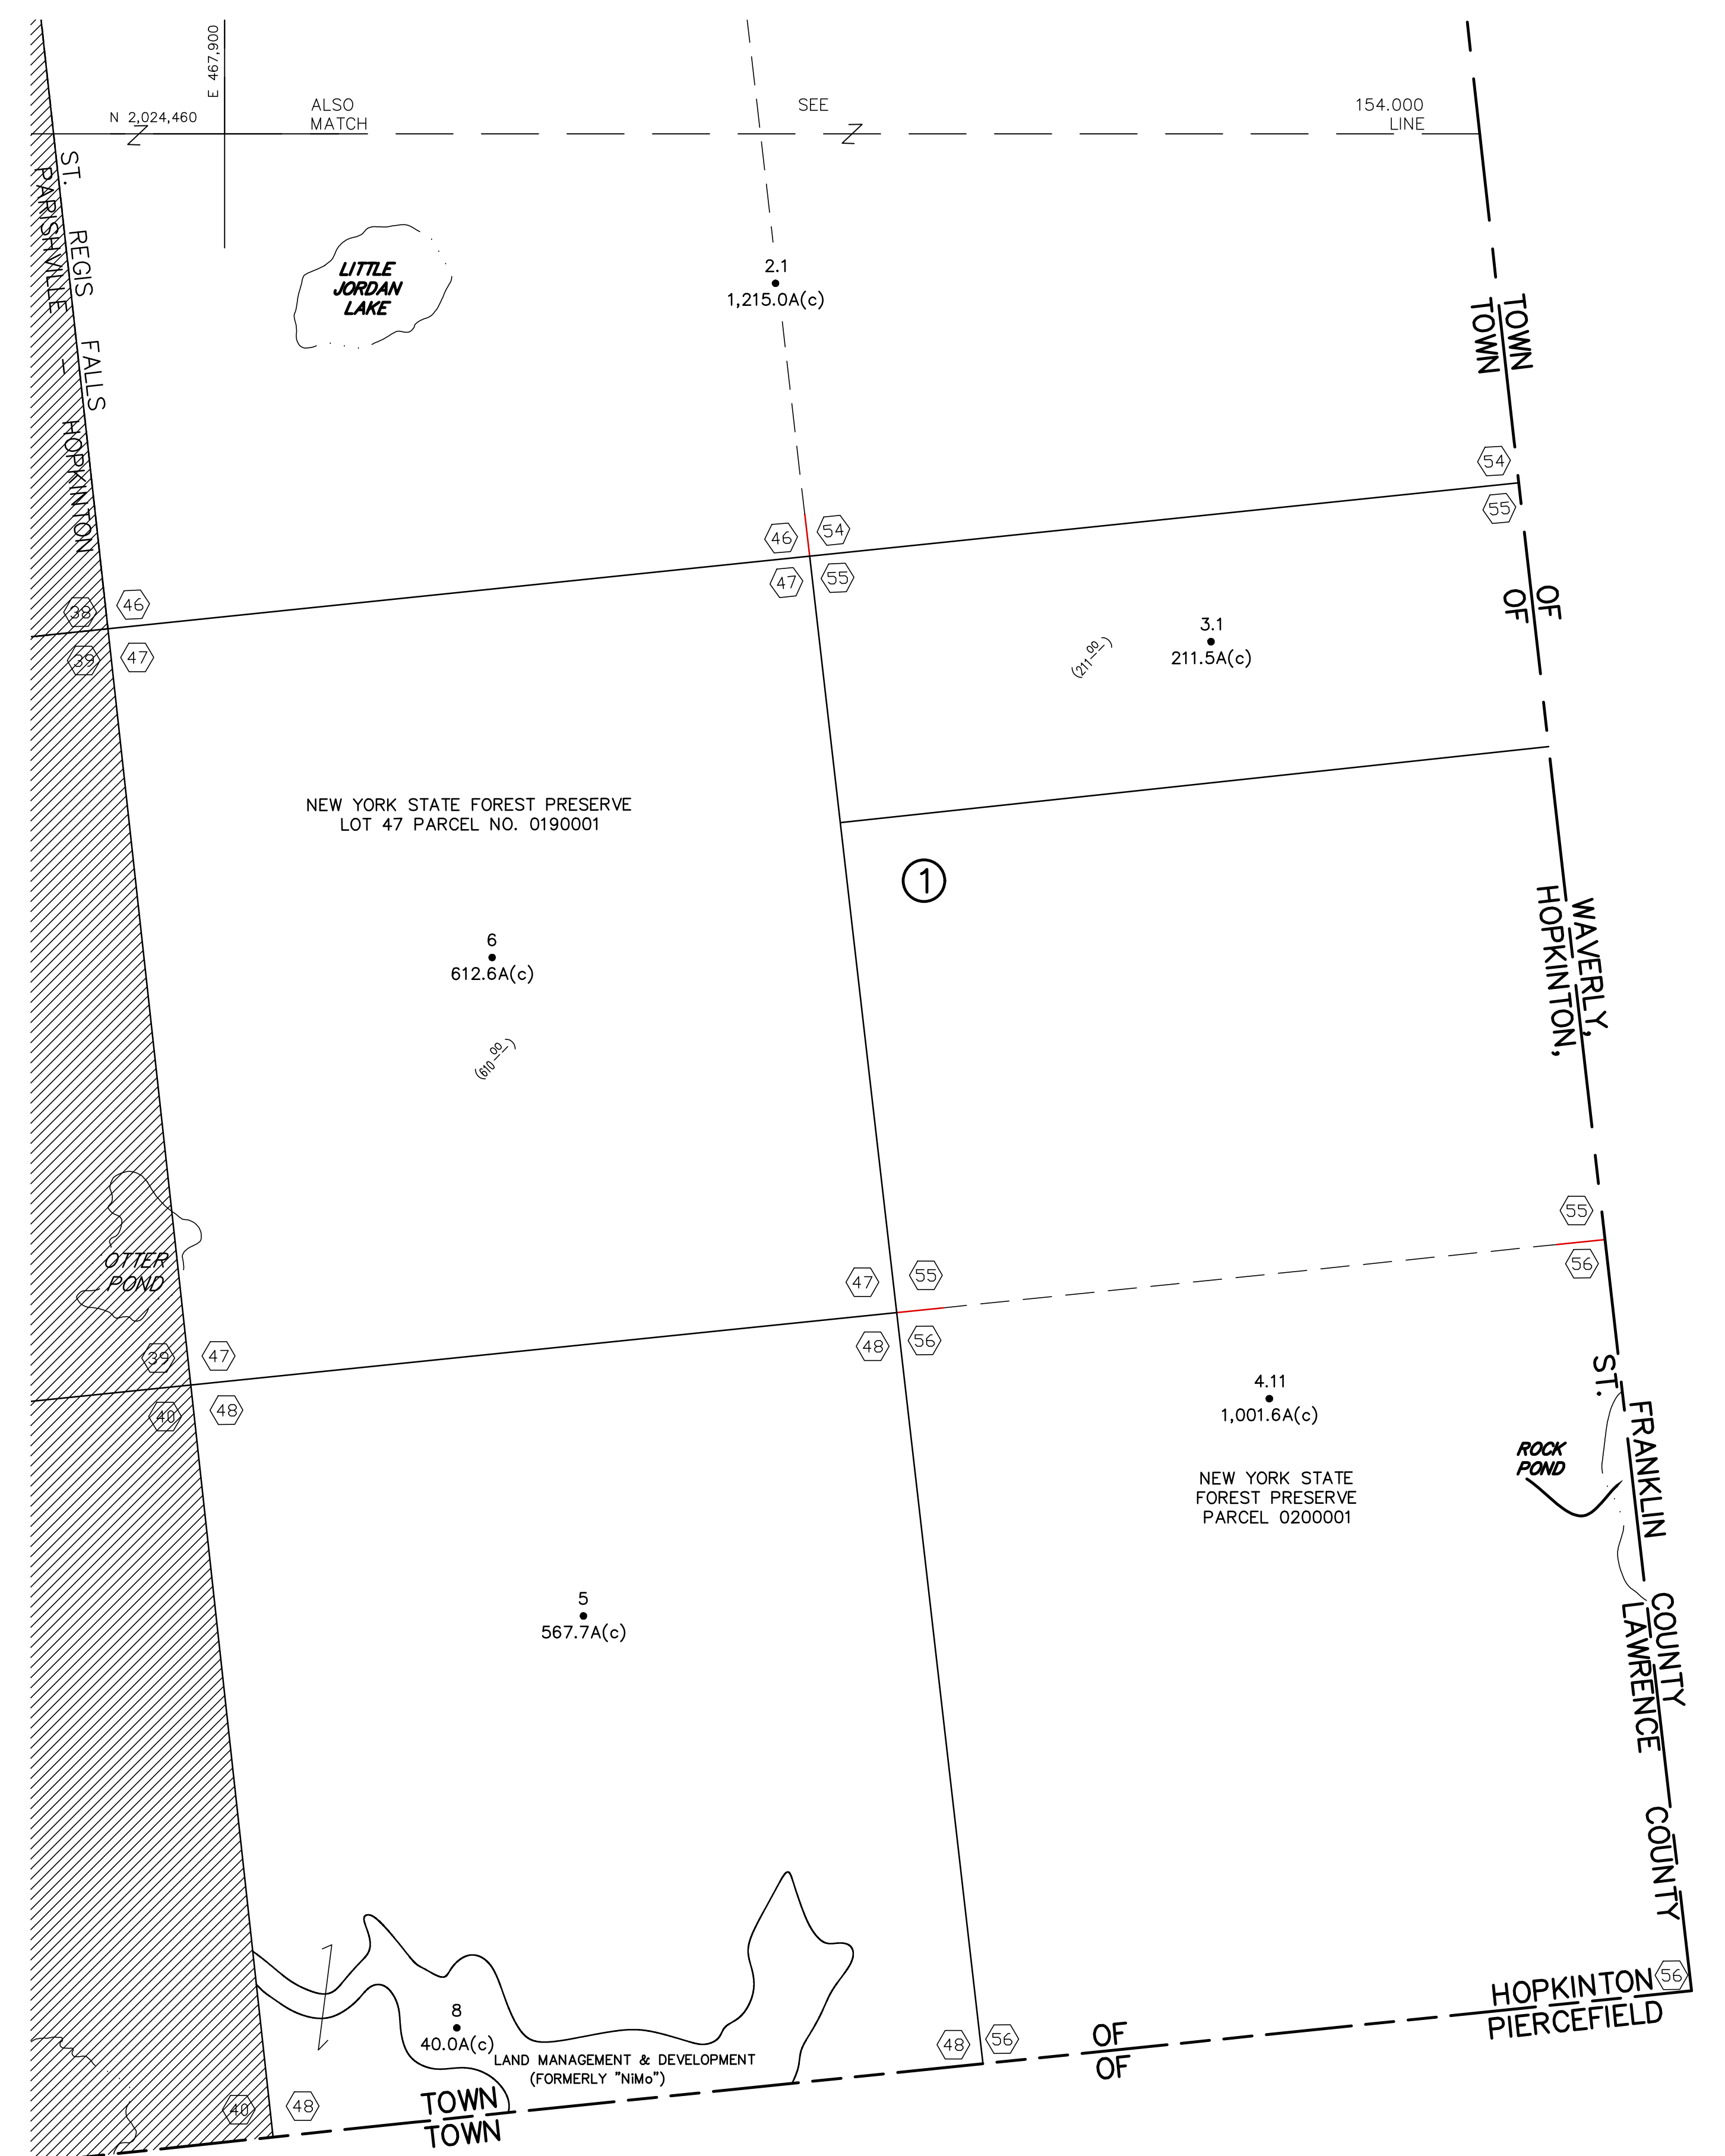 E 467,900
N 2,024,460
ALSO
MATCH
SEE
154.000
LINE
ST. REGIS FALLS
PARISHVILLE – HOPKINTON
LITTLE
JORDAN
LAKE
2.1
1,215.0A(c)
TOWN OF WAVERLY, FRANKLIN COUNTY
TOWN OF HOPKINTON, ST. LAWRENCE COUNTY
54
55
46
54
47
55
38
46
39
47
3.1
211.5A(c)
(211.00)
NEW YORK STATE FOREST PRESERVE
LOT 47 PARCEL NO. 0190001
1
6
612.6A(c)
(610.00)
OTTER
POND
55
56
47
55
48
56
39
47
40
48
4.11
1,001.6A(c)
ROCK
POND
NEW YORK STATE
FOREST PRESERVE
PARCEL 0200001
5
567.7A(c)
8
40.0A(c)
LAND MANAGEMENT & DEVELOPMENT
(FORMERLY "NiMo")
48
56
56
40
48
TOWN OF HOPKINTON
TOWN OF PIERCEFIELD